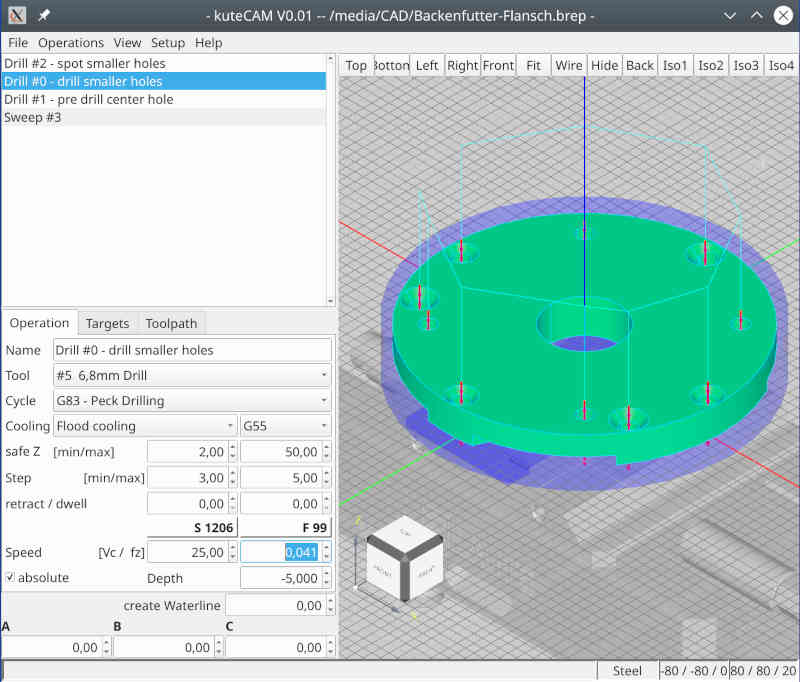 - kuteCAM V0.01 -- /media/CAD/Backenfutter-Flansch.brep -
File Operations View Setup Help
Drill #2 - spot smaller holes
Drill #0 - drill smaller holes
Drill #1 - pre drill center hole
Sweep #3
Top Botton Left Right Front Fit Wire Hide Back Iso1 Iso2 Iso3 Iso4
Operation Targets Toolpath
Name Drill #0 - drill smaller holes
Tool #5 6,8mm Drill
Cycle G83 - Peck Drilling
Cooling Flood cooling G55
safe Z [min/max] 2,00 50,00
Step [min/max] 3,00 5,00
retract / dwell 0,00 0,00
S 1206 F 99
Speed [Vc / fz] 25,00 0,041
absolute Depth -5,000
create Waterline 0,00
A B C
0,00 0,00 0,00
Z
TOP
FRONT RIGHT
X
Steel -80 / -80 / 0 80 / 80 / 20